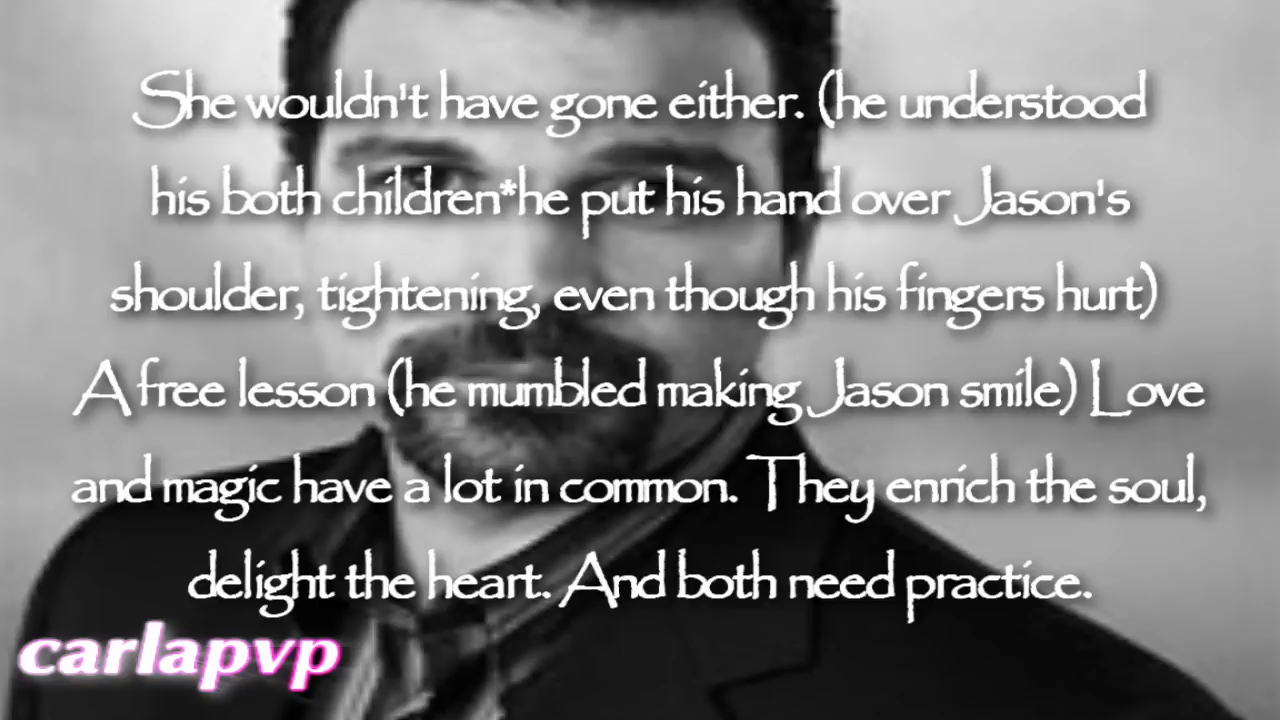 She wouldn't have gone either. (he understood
his both children*he put his hand over Jason's
shoulder, tightening, even though his fingers hurt)
A free lesson (he mumbled making Jason smile) Love
and magic have a lot in common. They enrich the soul,
delight the heart. And both need practice.
carlapvp